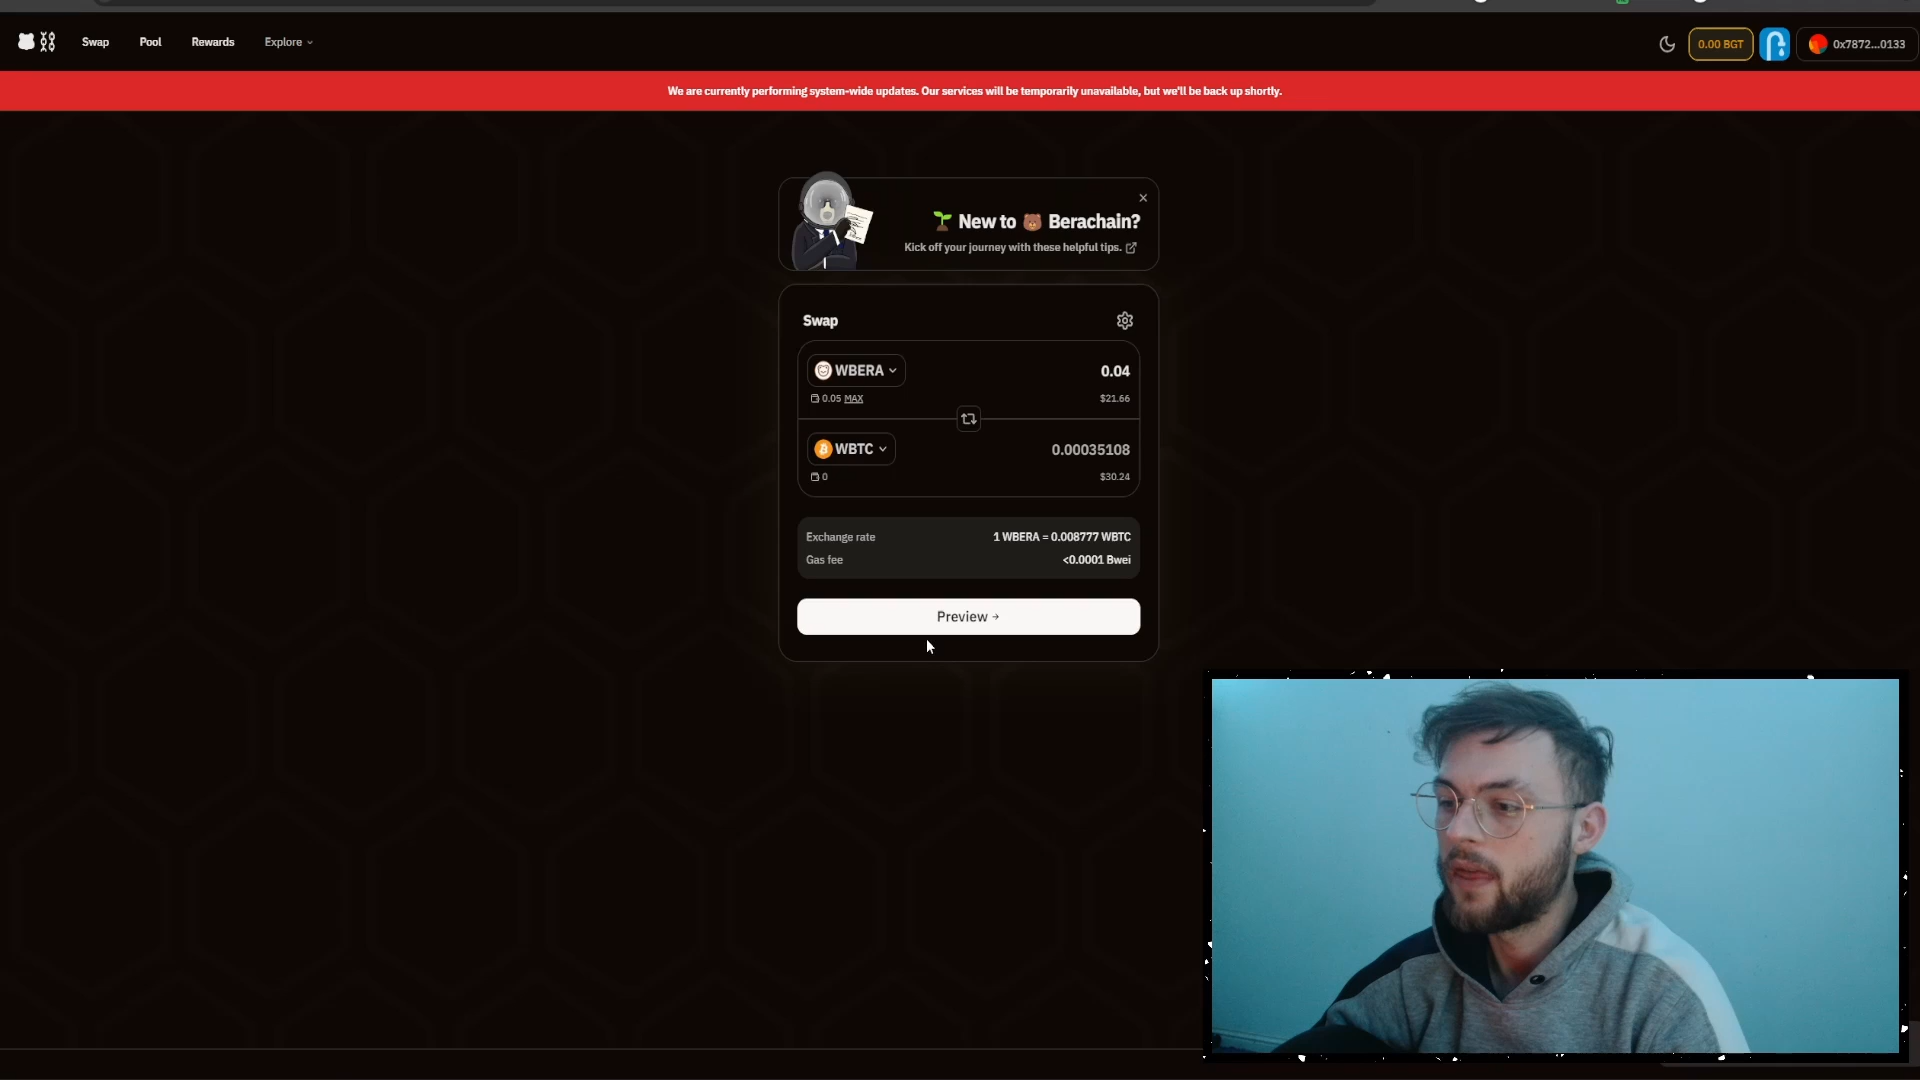 Swap
Pool
Rewards
Explore
0.00 BGT
0x7872...0133
We are currently performing system-wide updates. Our services will be temporarily unavailable, but we'll be back up shortly.
New to Berachain?
Kick off your journey with these helpful tips.
Swap
WBERA
0.04
0.05 MAX
$21.66
WBTC
0.00035108
0
$30.24
Exchange rate
1 WBERA = 0.008777 WBTC
Gas fee
<0.0001 Bwei
Preview →